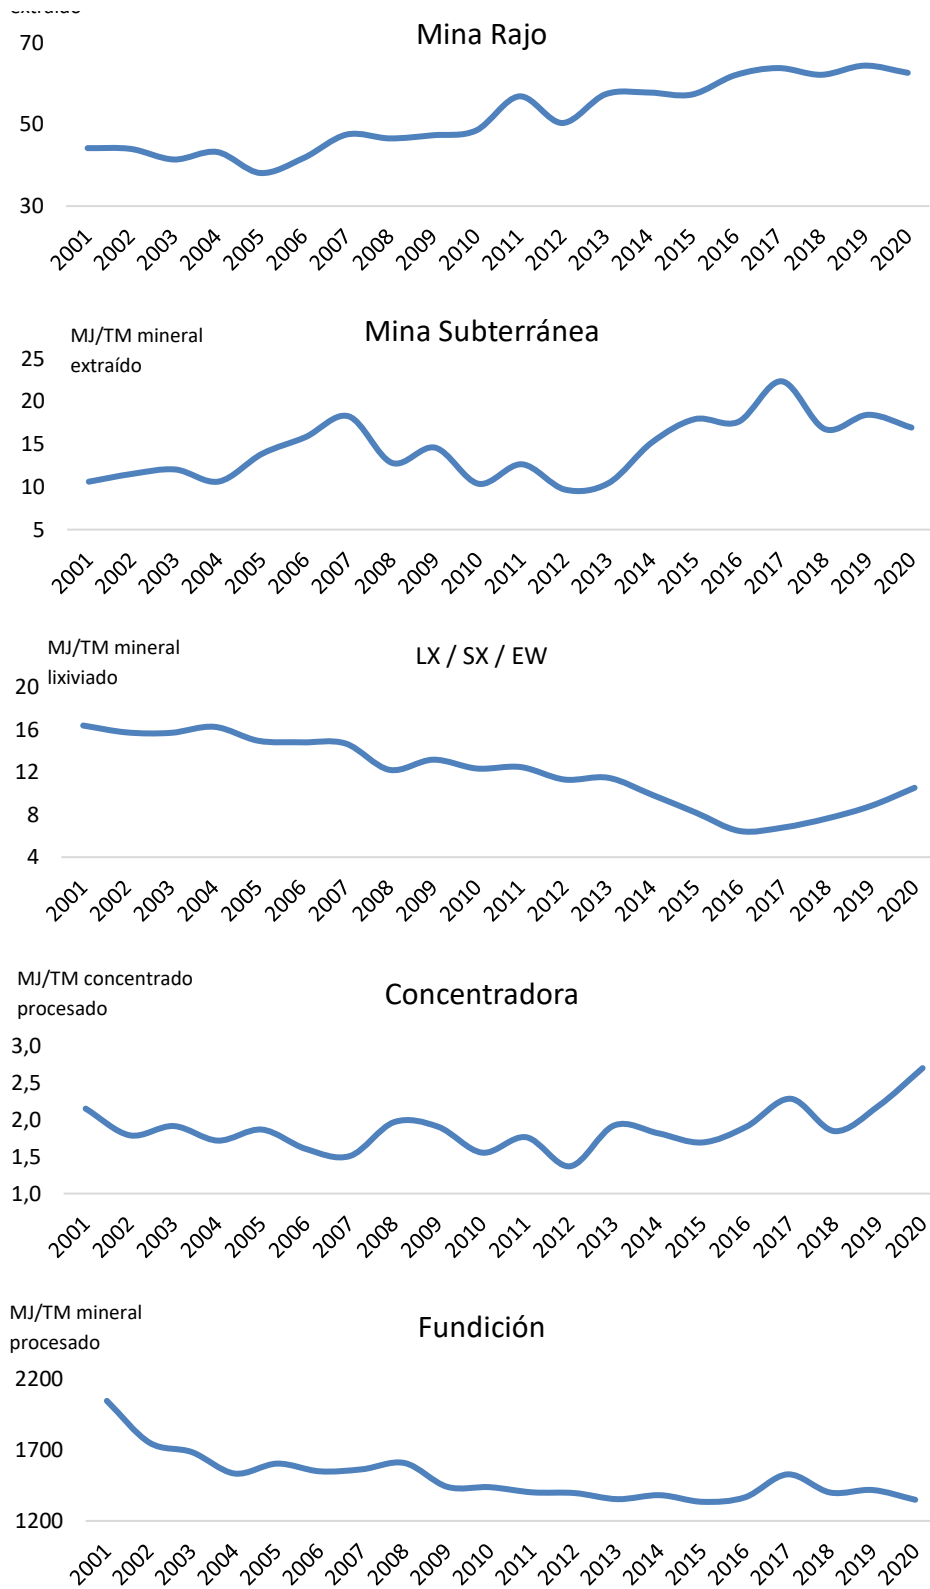 extraído
Mina Rajo
70
50
30
2001 2002 2003 2004 2005 2006 2007 2008 2009 2010 2011 2012 2013 2014 2015 2016 2017 2018 2019 2020
MJ/TM mineral
extraído
Mina Subterránea
25
20
15
10
5
2001 2002 2003 2004 2005 2006 2007 2008 2009 2010 2011 2012 2013 2014 2015 2016 2017 2018 2019 2020
MJ/TM mineral
lixiviado
LX / SX / EW
20
16
12
8
4
2001 2002 2003 2004 2005 2006 2007 2008 2009 2010 2011 2012 2013 2014 2015 2016 2017 2018 2019 2020
MJ/TM concentrado
procesado
Concentradora
3,0
2,5
2,0
1,5
1,0
2001 2002 2003 2004 2005 2006 2007 2008 2009 2010 2011 2012 2013 2014 2015 2016 2017 2018 2019 2020
MJ/TM mineral
procesado
Fundición
2200
1700
1200
2001 2002 2003 2004 2005 2006 2007 2008 2009 2010 2011 2012 2013 2014 2015 2016 2017 2018 2019 2020